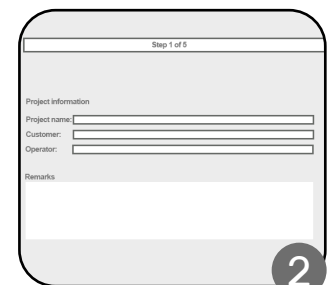 Step 1 of 5
Project information
Project name:
Customer:
Operator:
Remarks
2